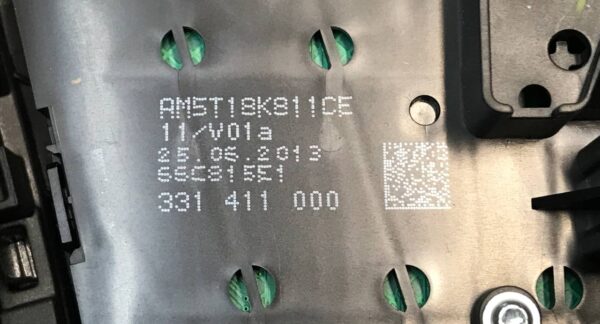 AM5T18K811CE
11/V01a
25.06.2013
66C815E1
331 411 000